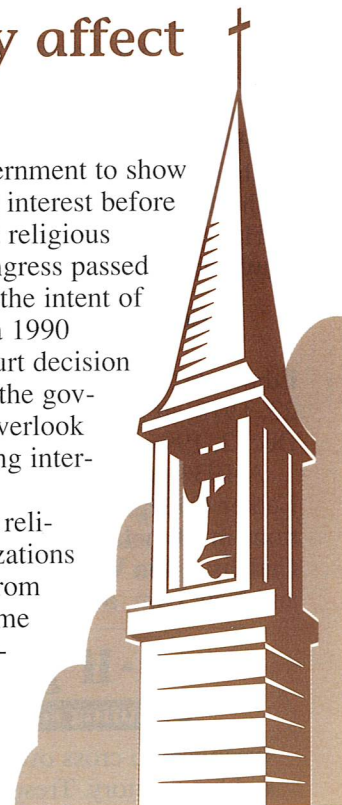 y affect
ernment to show
interest before
religious
ngress passed
the intent of
1990
urt decision
the gov-
verlook
ng inter-
reli-
zations
rom
me
-